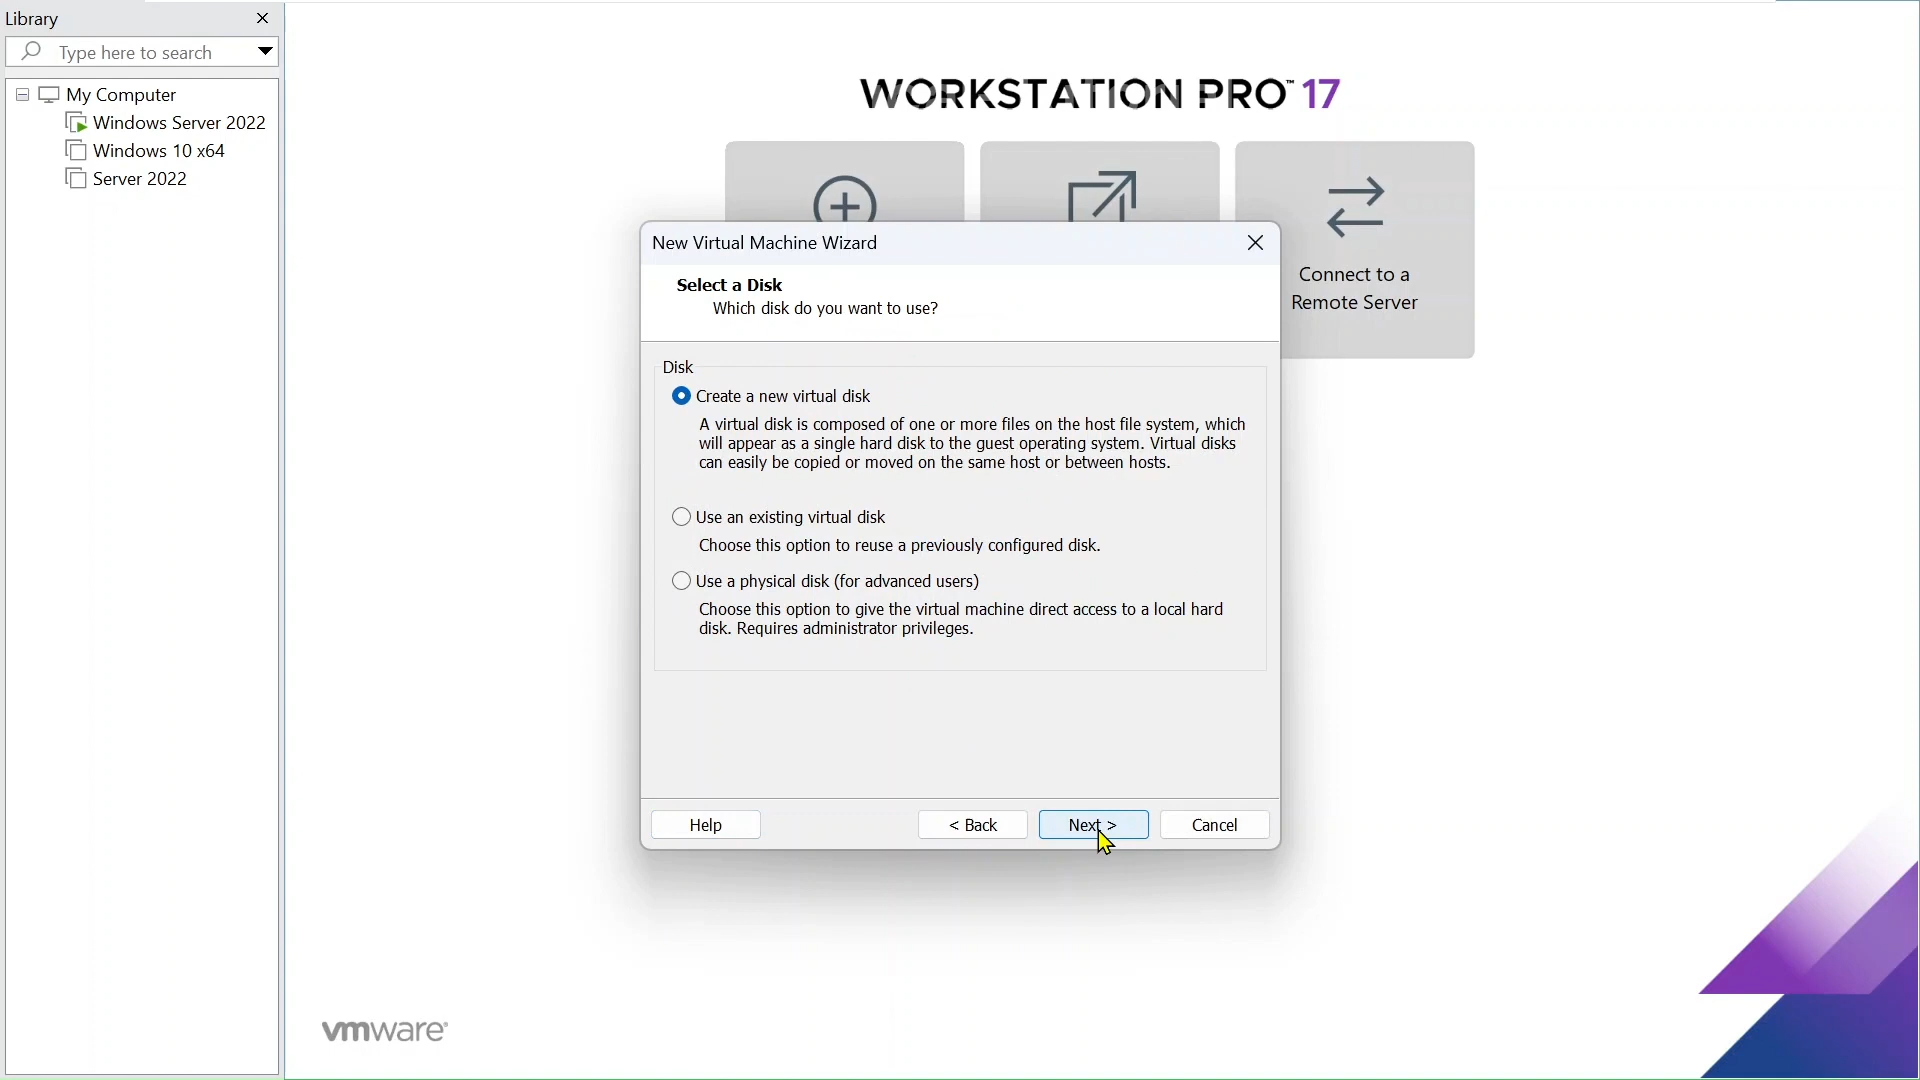 Library
Type here to search
My Computer
Windows Server 2022
Windows 10 x64
Server 2022
WORKSTATION PRO™ 17
Connect to a
Remote Server
New Virtual Machine Wizard
Select a Disk
Which disk do you want to use?
Disk
Create a new virtual disk
A virtual disk is composed of one or more files on the host file system, which
will appear as a single hard disk to the guest operating system. Virtual disks
can easily be copied or moved on the same host or between hosts.
Use an existing virtual disk
Choose this option to reuse a previously configured disk.
Use a physical disk (for advanced users)
Choose this option to give the virtual machine direct access to a local hard
disk. Requires administrator privileges.
Help
< Back
Next >
Cancel
vmware®